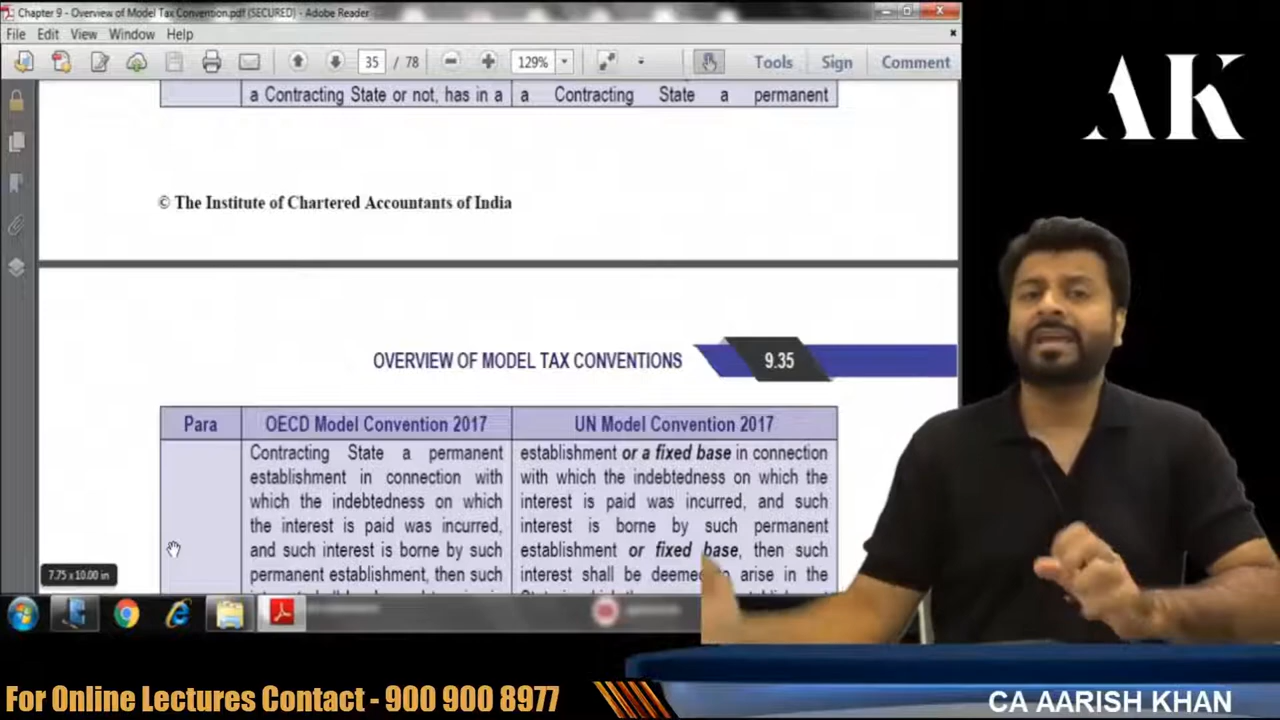 Chapter 9 - Overview of Model Tax Convention.pdf (SECURED) - Adobe Reader
File Edit View Window Help
35 / 78 129% Tools Sign Comment
a Contracting State or not, has in a
a Contracting State a permanent
© The Institute of Chartered Accountants of India
OVERVIEW OF MODEL TAX CONVENTIONS 9.35
Para OECD Model Convention 2017 UN Model Convention 2017
Contracting State a permanent
establishment in connection with
which the indebtedness on which
the interest is paid was incurred,
and such interest is borne by such
permanent establishment, then such
establishment or a fixed base in connection
with which the indebtedness on which the
interest is paid was incurred, and such
interest is borne by such permanent
establishment or fixed base, then such
interest shall be deemed arise in the
7.75 x 10.00 in
AK
For Online Lectures Contact - 900 900 8977
CA AARISH KHAN